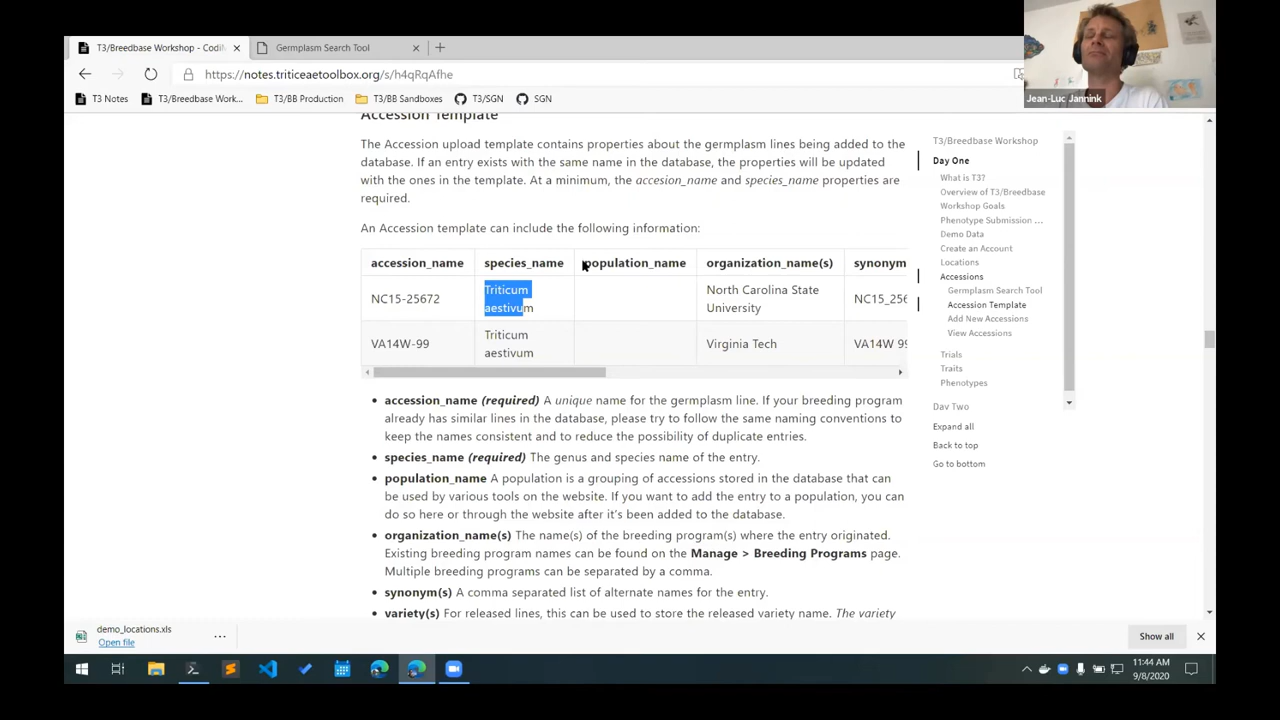 T3/Breedbase Workshop - CodiM
Germplasm Search Tool
https://notes.triticeaetoolbox.org/s/h4qRqAfhe
Jean-Luc Jannink
T3 Notes
T3/Breedbase Work...
T3/BB Production
T3/BB Sandboxes
T3/SGN
SGN
Accession Template
The Accession upload template contains properties about the germplasm lines being added to the
database. If an entry exists with the same name in the database, the properties will be updated
with the ones in the template. At a minimum, the accesion_name and species_name properties are
required.
An Accession template can include the following information:
accession_name species_name population_name organization_name(s) synonym
NC15-25672 Triticum aestivum North Carolina State University NC15_256
VA14W-99 Triticum aestivum Virginia Tech VA14W 99
• accession_name (required) A unique name for the germplasm line. If your breeding program
already has similar lines in the database, please try to follow the same naming conventions to
keep the names consistent and to reduce the possibility of duplicate entries.
• species_name (required) The genus and species name of the entry.
• population_name A population is a grouping of accessions stored in the database that can
be used by various tools on the website. If you want to add the entry to a population, you can
do so here or through the website after it's been added to the database.
• organization_name(s) The name(s) of the breeding program(s) where the entry originated.
Existing breeding program names can be found on the Manage > Breeding Programs page.
Multiple breeding programs can be separated by a comma.
• synonym(s) A comma separated list of alternate names for the entry.
• variety(s) For released lines, this can be used to store the released variety name. The variety
T3/Breedbase Workshop
Day One
What is T3?
Overview of T3/Breedbase
Workshop Goals
Phenotype Submission ...
Demo Data
Create an Account
Locations
Accessions
Germplasm Search Tool
Accession Template
Add New Accessions
View Accessions
Trials
Traits
Phenotypes
Day Two
Expand all
Back to top
Go to bottom
demo_locations.xls
Open file
...
Show all
11:44 AM
9/8/2020